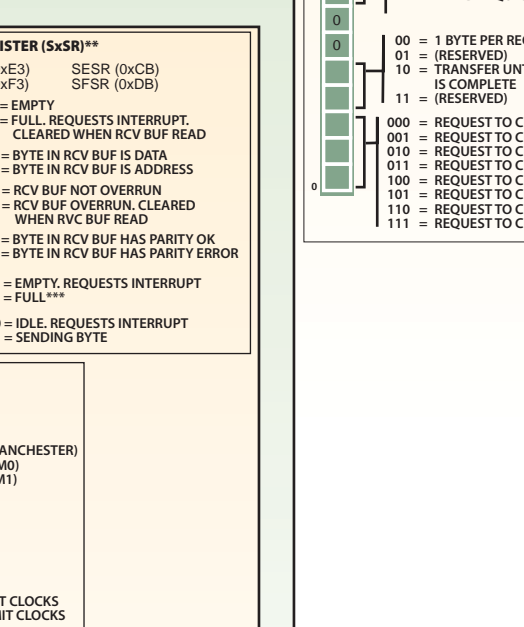 ISTER (SxSR)**
xE3) SESR (0xCB)
xF3) SFSR (0xDB)
= EMPTY
= FULL. REQUESTS INTERRUPT.
CLEARED WHEN RCV BUF READ
= BYTE IN RCV BUF IS DATA
= BYTE IN RCV BUF IS ADDRESS
= RCV BUF NOT OVERRUN
= RCV BUF OVERRUN. CLEARED
WHEN RVC BUF READ
= BYTE IN RCV BUF HAS PARITY OK
= BYTE IN RCV BUF HAS PARITY ERROR
= EMPTY. REQUESTS INTERRUPT
= FULL***
= IDLE. REQUESTS INTERRUPT
= SENDING BYTE
ANCHESTER)
M0)
M1)
T CLOCKS
IT CLOCKS
0
0
00 = 1 BYTE PER REC
01 = (RESERVED)
10 = TRANSFER UNT
IS COMPLETE
11 = (RESERVED)
000 = REQUEST TO C
001 = REQUEST TO C
010 = REQUEST TO C
011 = REQUEST TO C
100 = REQUEST TO C
101 = REQUEST TO C
110 = REQUEST TO C
111 = REQUEST TO C
0